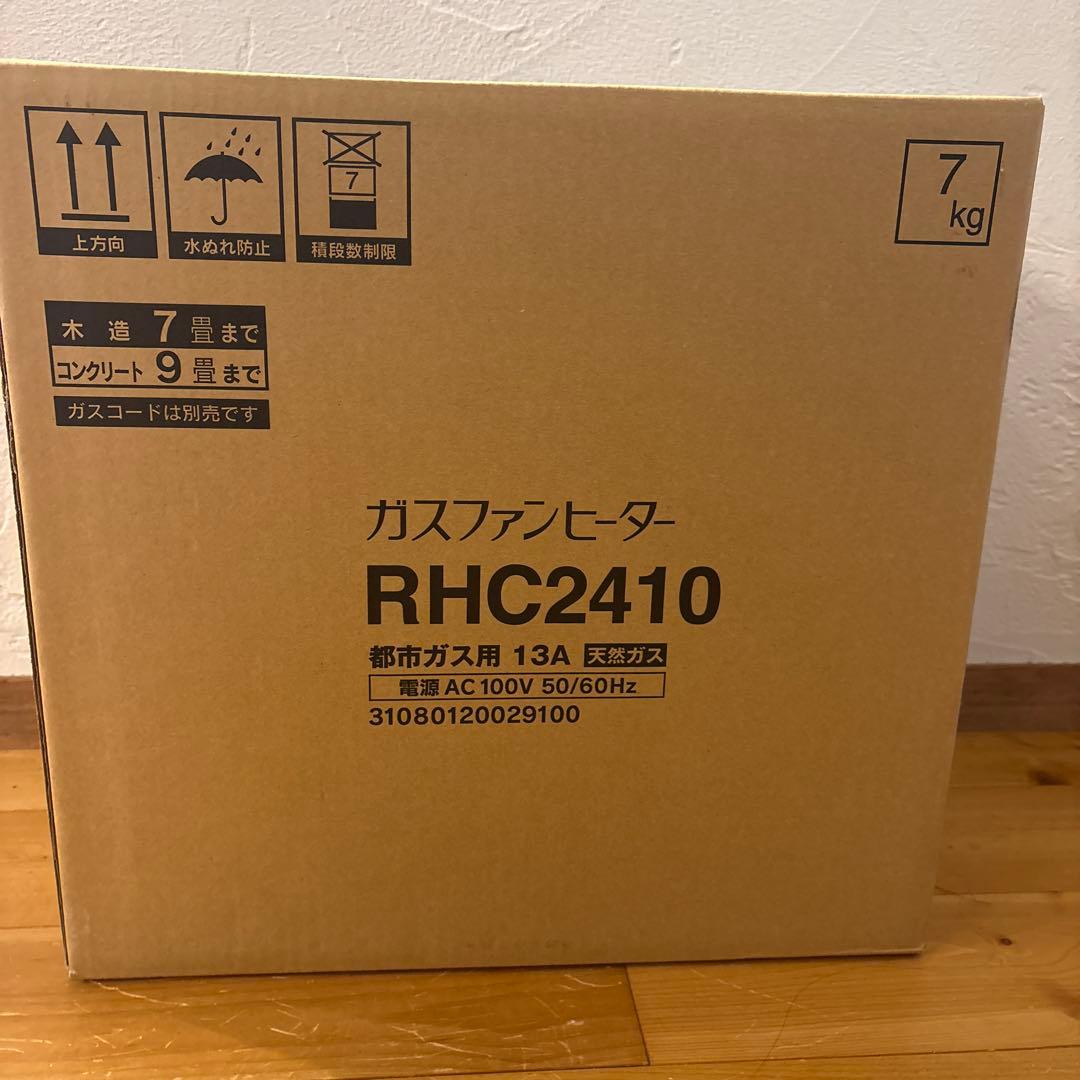 上方向
水ぬれ防止
7
積段数制限
7
kg
木造 7畳まで
コンクリート 9畳まで
ガスコードは別売です
ガスファンヒーター
RHC2410
都市ガス用 13A 天然ガス
電源 AC100V 50/60Hz
31080120029100